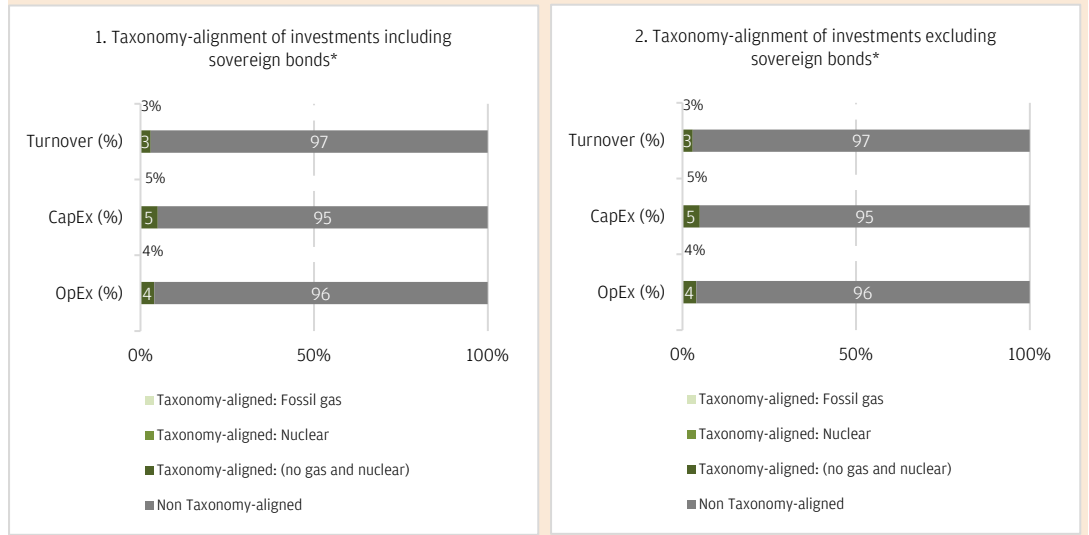 1. Taxonomy-alignment of investments including
sovereign bonds*
3%
Turnover (%)
3
97
5%
CapEx (%)
5
95
4%
OpEx (%)
4
96
0%
50%
100%
Taxonomy-aligned: Fossil gas
Taxonomy-aligned: Nuclear
Taxonomy-aligned: (no gas and nuclear)
Non Taxonomy-aligned
2. Taxonomy-alignment of investments excluding
sovereign bonds*
3%
Turnover (%)
3
97
5%
CapEx (%)
5
95
4%
OpEx (%)
4
96
0%
50%
100%
Taxonomy-aligned: Fossil gas
Taxonomy-aligned: Nuclear
Taxonomy-aligned: (no gas and nuclear)
Non Taxonomy-aligned